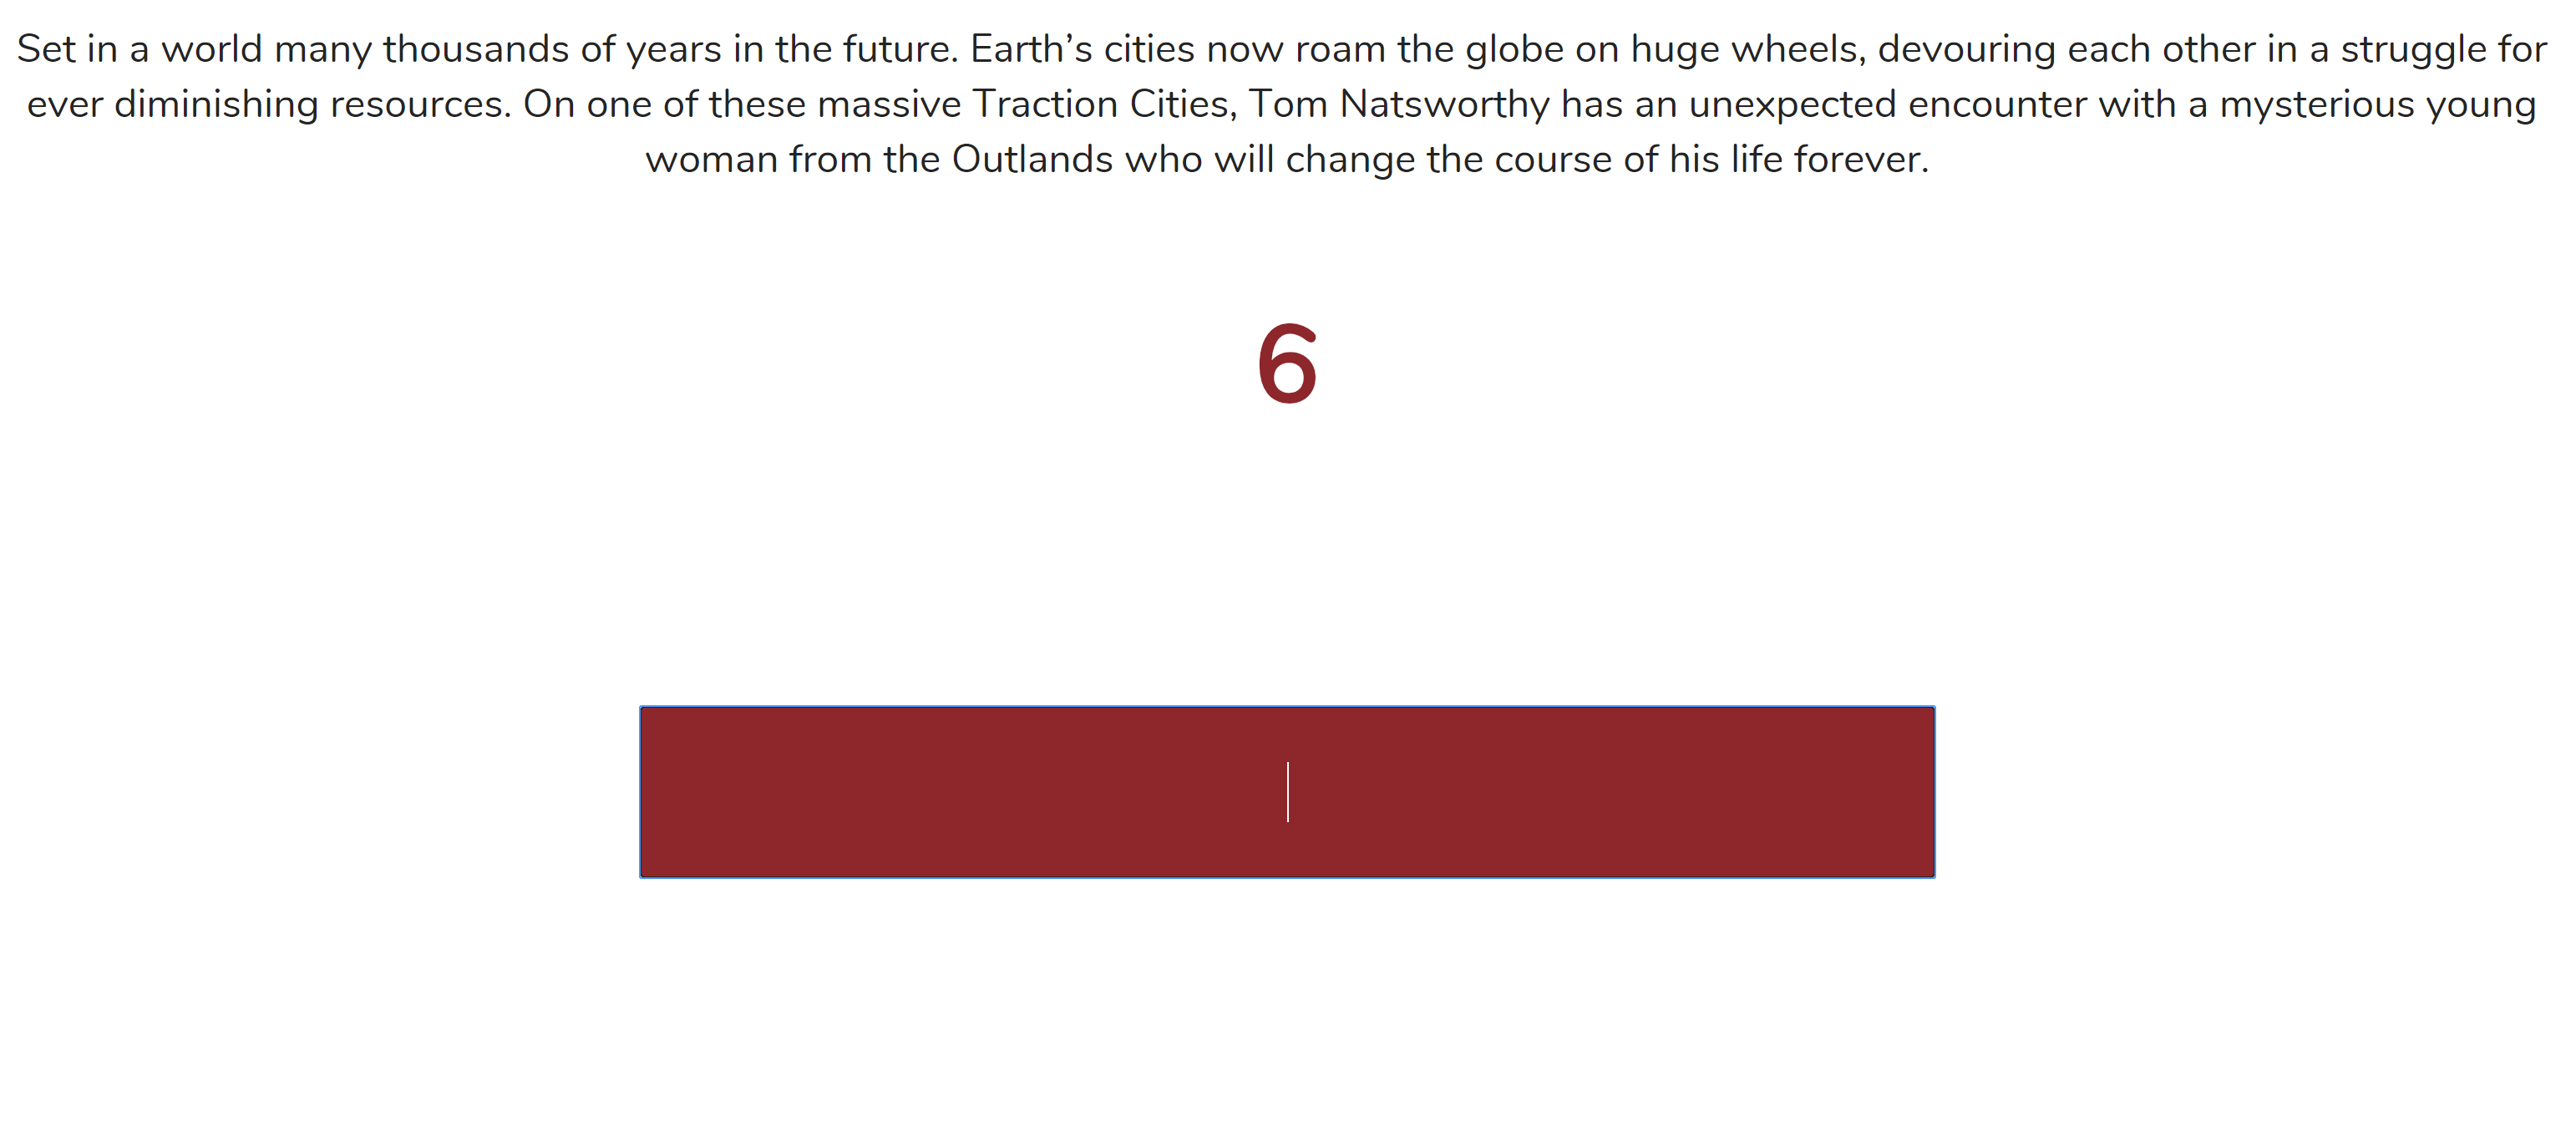 Set in a world many thousands of years in the future. Earth’s cities now roam the globe on huge wheels, devouring each other in a struggle for
ever diminishing resources. On one of these massive Traction Cities, Tom Natsworthy has an unexpected encounter with a mysterious young
woman from the Outlands who will change the course of his life forever.
6